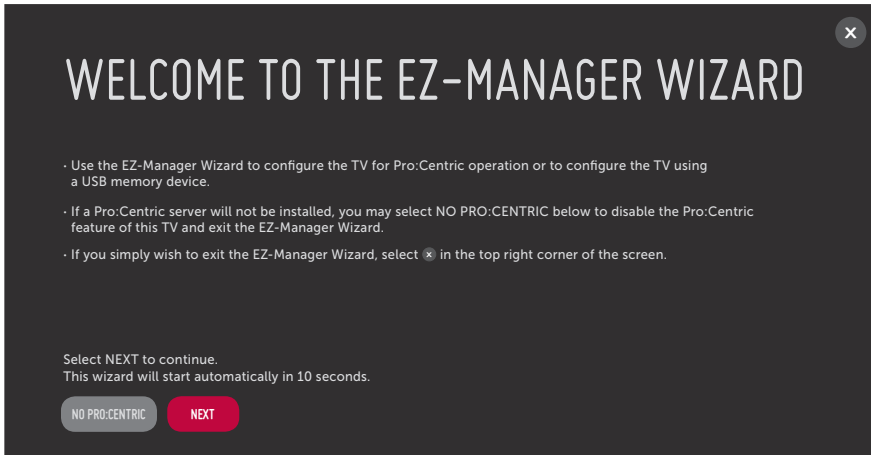 X
WELCOME TO THE EZ-MANAGER WIZARD
· Use the EZ-Manager Wizard to configure the TV for Pro:Centric operation or to configure the TV using
a USB memory device.
· If a Pro:Centric server will not be installed, you may select NO PRO:CENTRIC below to disable the Pro:Centric
feature of this TV and exit the EZ-Manager Wizard.
· If you simply wish to exit the EZ-Manager Wizard, select x in the top right corner of the screen.
Select NEXT to continue.
This wizard will start automatically in 10 seconds.
NO PRO:CENTRIC NEXT